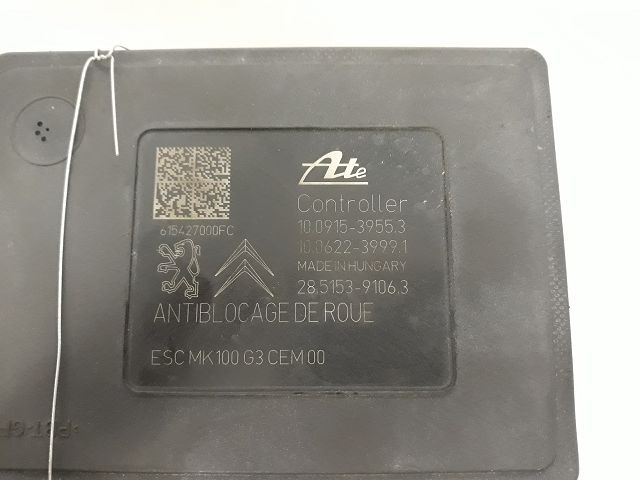 Ate
Controller
10.0915-3955.3
10.0622-3999.1
MADE IN HUNGARY
28.5153-9106.3
615427000FC
ANTIBLOCAGE DE ROUE
ESC MK100 G3 CEM 00